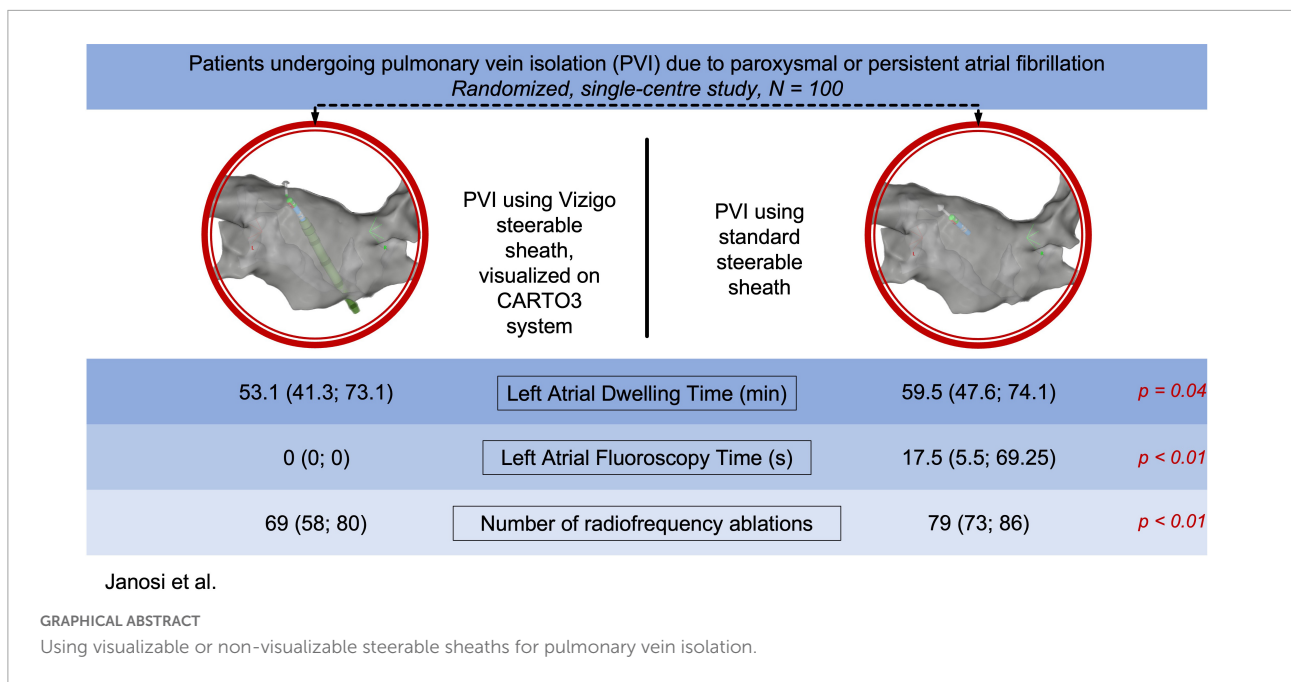 Patients undergoing pulmonary vein isolation (PVI) due to paroxysmal or persistent atrial fibrillation
Randomized, single-centre study, N = 100
PVI using Vizigo
steerable
sheath,
visualized on
CARTO3
system
PVI using
standard
steerable
sheath
53.1 (41.3; 73.1)
Left Atrial Dwelling Time (min)
59.5 (47.6; 74.1)
p = 0.04
0 (0; 0)
Left Atrial Fluoroscopy Time (s)
17.5 (5.5; 69.25)
p < 0.01
69 (58; 80)
Number of radiofrequency ablations
79 (73; 86)
p < 0.01
Janosi et al.
GRAPHICAL ABSTRACT
Using visualizable or non-visualizable steerable sheaths for pulmonary vein isolation.